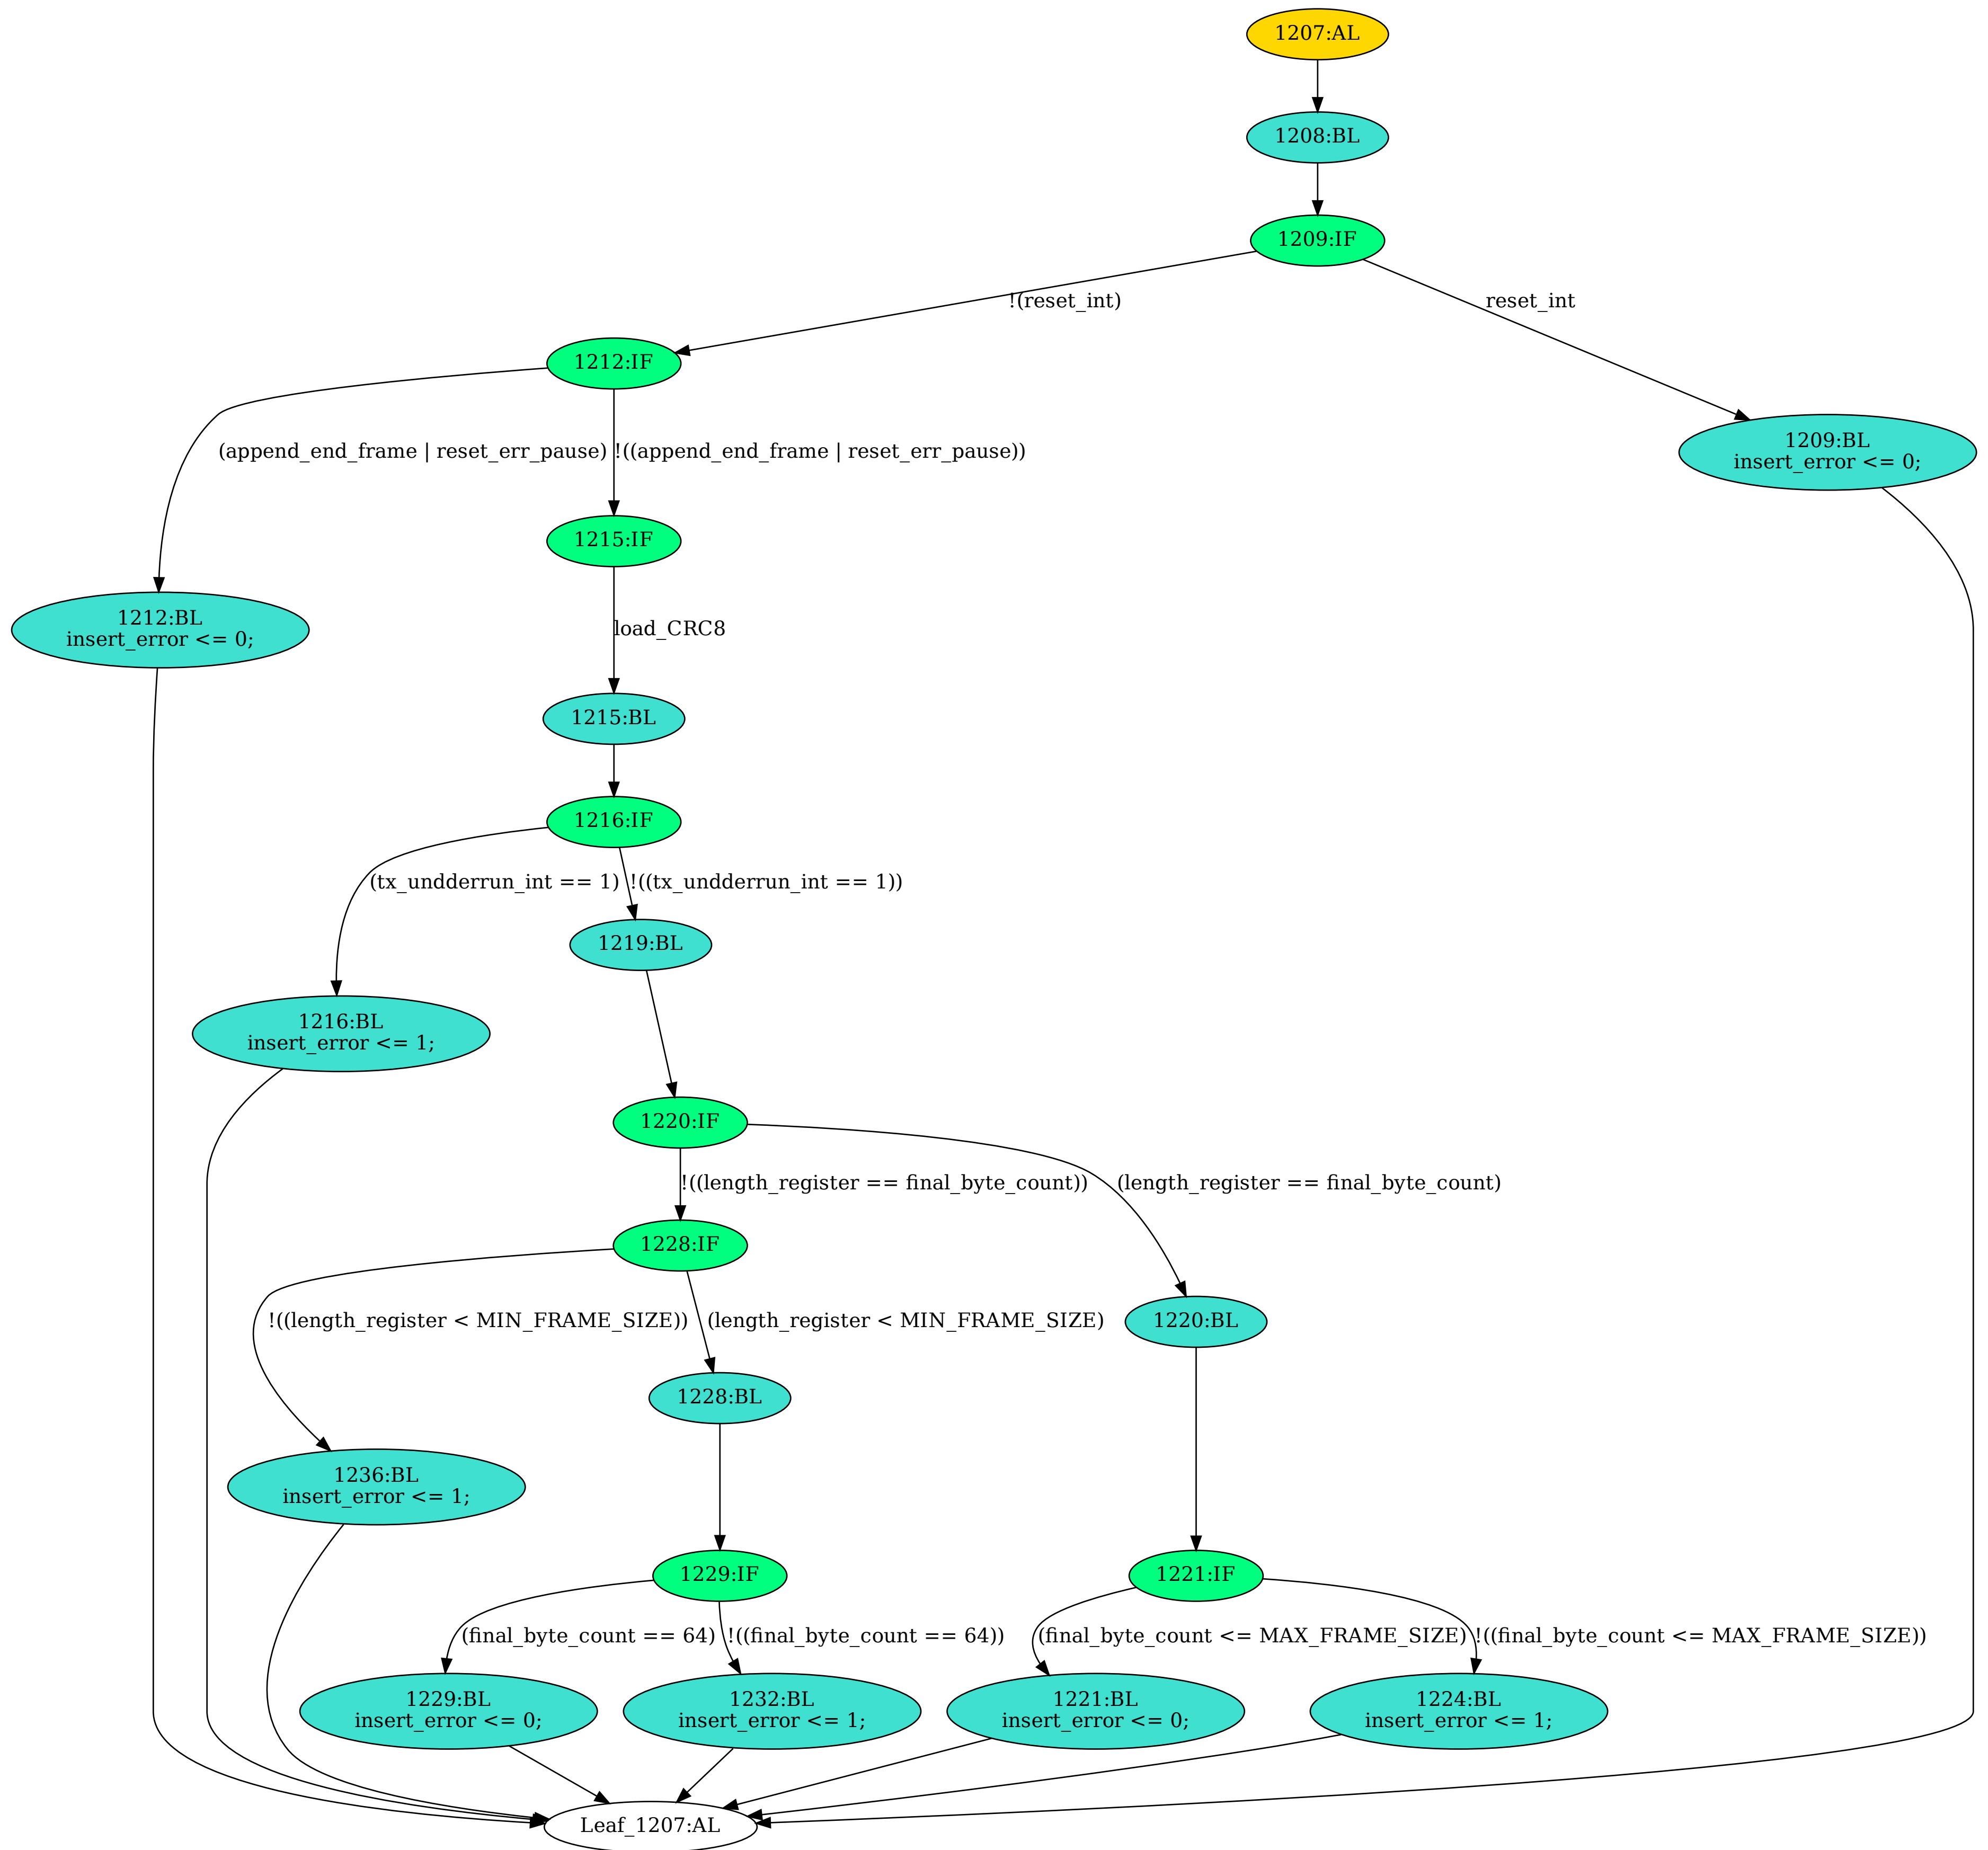 1207:AL
1208:BL
1209:IF
!(reset_int)
reset_int
1212:IF
1209:BL
insert_error <= 0;
(append_end_frame | reset_err_pause)
!((append_end_frame | reset_err_pause))
1215:IF
1212:BL
insert_error <= 0;
load_CRC8
1215:BL
1216:IF
(tx_undderrun_int == 1)
!((tx_undderrun_int == 1))
1219:BL
1216:BL
insert_error <= 1;
1220:IF
!((length_register == final_byte_count))
(length_register == final_byte_count)
1228:IF
!((length_register < MIN_FRAME_SIZE))
(length_register < MIN_FRAME_SIZE)
1220:BL
1228:BL
1236:BL
insert_error <= 1;
1229:IF
1221:IF
(final_byte_count == 64)
!((final_byte_count == 64))
(final_byte_count <= MAX_FRAME_SIZE)
!((final_byte_count <= MAX_FRAME_SIZE))
1229:BL
insert_error <= 0;
1232:BL
insert_error <= 1;
1221:BL
insert_error <= 0;
1224:BL
insert_error <= 1;
Leaf_1207:AL